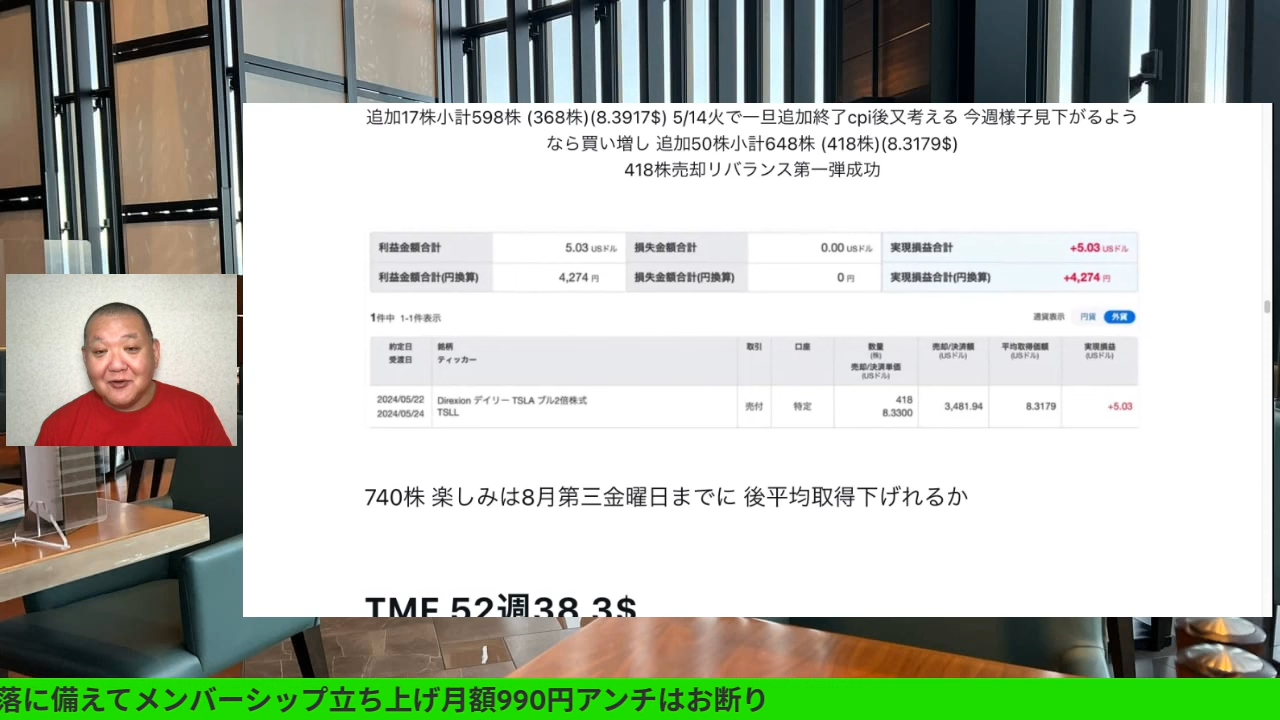 追加17株小計598株 (368株)(8.3917$) 5/14火で一旦追加終了cpi後又考える 今週様子見下がるよう
なら買い増し 追加50株小計648株 (418株)(8.3179$)
418株売却リバランス第一弾成功
利益金額合計 5.03 USドル 損失金額合計 0.00 USドル 実現損益合計 +5.03 USドル
利益金額合計(円換算) 4,274 円 損失金額合計(円換算) 0 円 実現損益合計(円換算) +4,274 円
1件中 1-1件表示 通貨表示 円貨 外貨
約定日 銘柄 取引 口座 数量 売却/決済額 平均取得価額 実現損益
受渡日 ティッカー (株) (USドル) (USドル) (USドル)
売却/決済単価
(USドル)
2024/05/22 Direxion デイリー TSLA ブル2倍株式 売付 特定 418 3,481.94 8.3179 +5.03
2024/05/24 TSLL 8.3300
740株 楽しみは8月第三金曜日までに 後平均取得下げれるか
TMF 52週38.3$
落に備えてメンバーシップ立ち上げ月額990円アンチはお断り